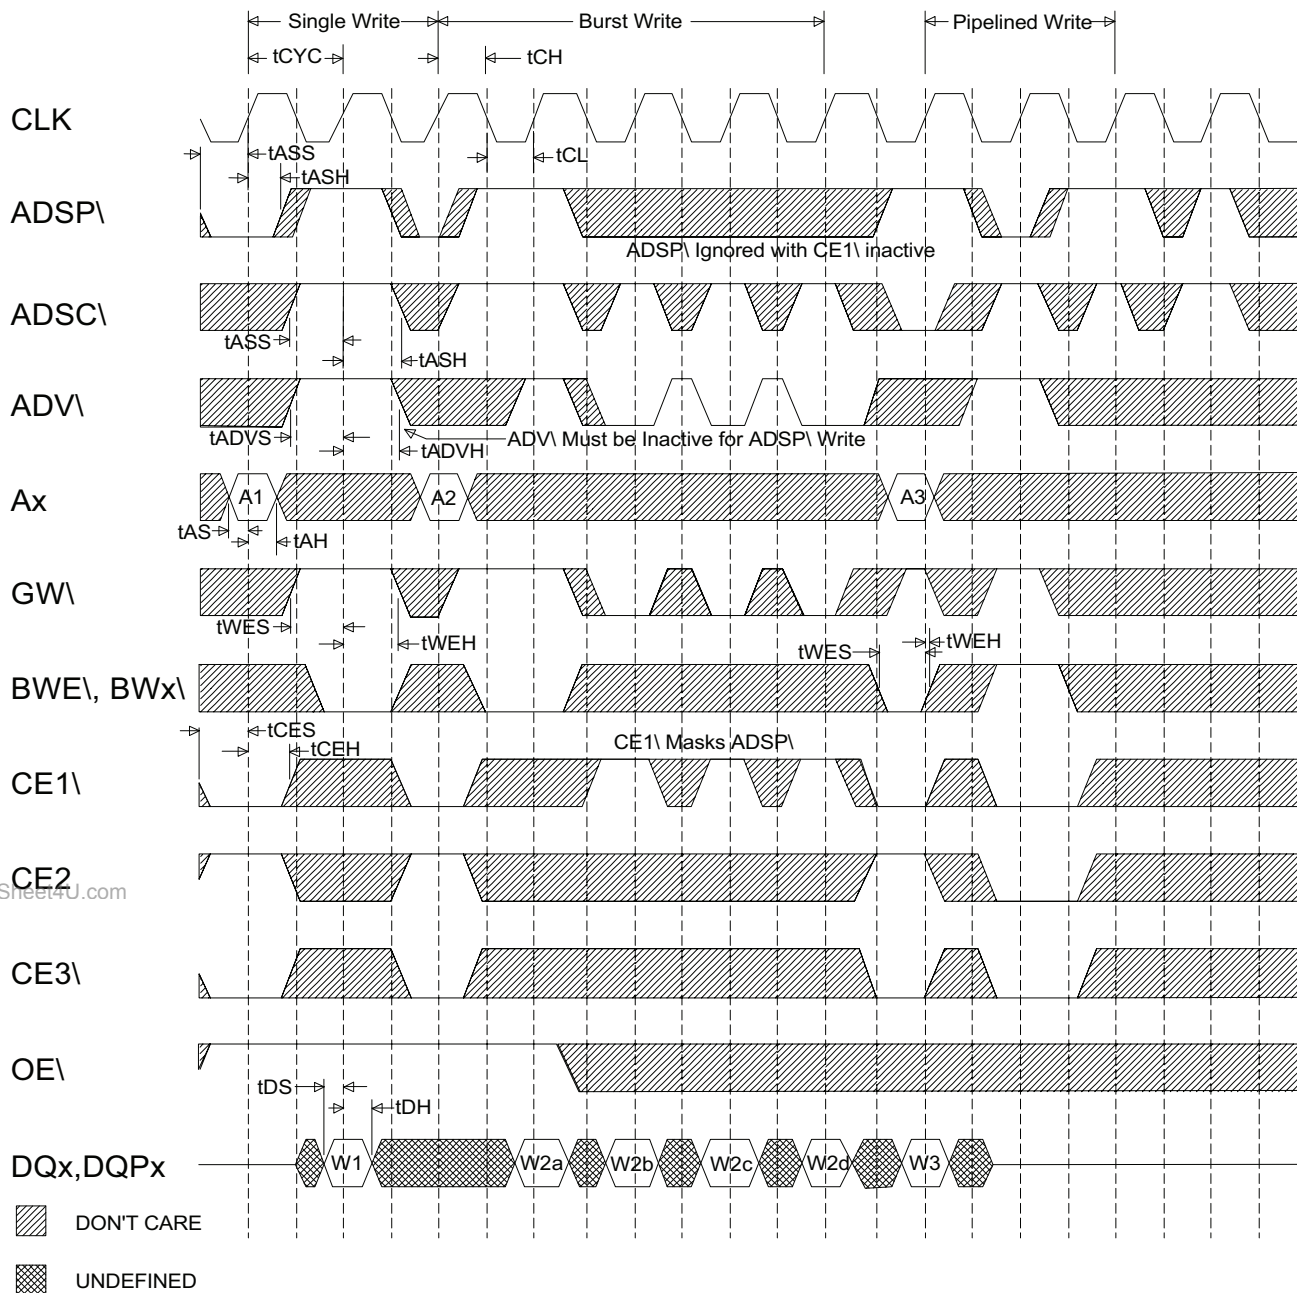 Single Write
Burst Write
Pipelined Write
tCYC
tCH
CLK
tASS
tCL
tASH
ADSP\
ADSP\ Ignored with CE1\ inactive
ADSC\
tASS
tASH
ADV\
tADVS
ADV\ Must be Inactive for ADSP\ Write
tADVH
Ax
A1
A2
A3
tAS
tAH
GW\
tWES
tWEH
tWES
tWEH
BWE\, BWx\
tCES
tCEH
CE1\ Masks ADSP\
CE1\
CE2
Sheet4U.com
CE3\
OE\
tDS
tDH
DQx,DQPx
W1
W2a
W2b
W2c
W2d
W3
DON'T CARE
UNDEFINED